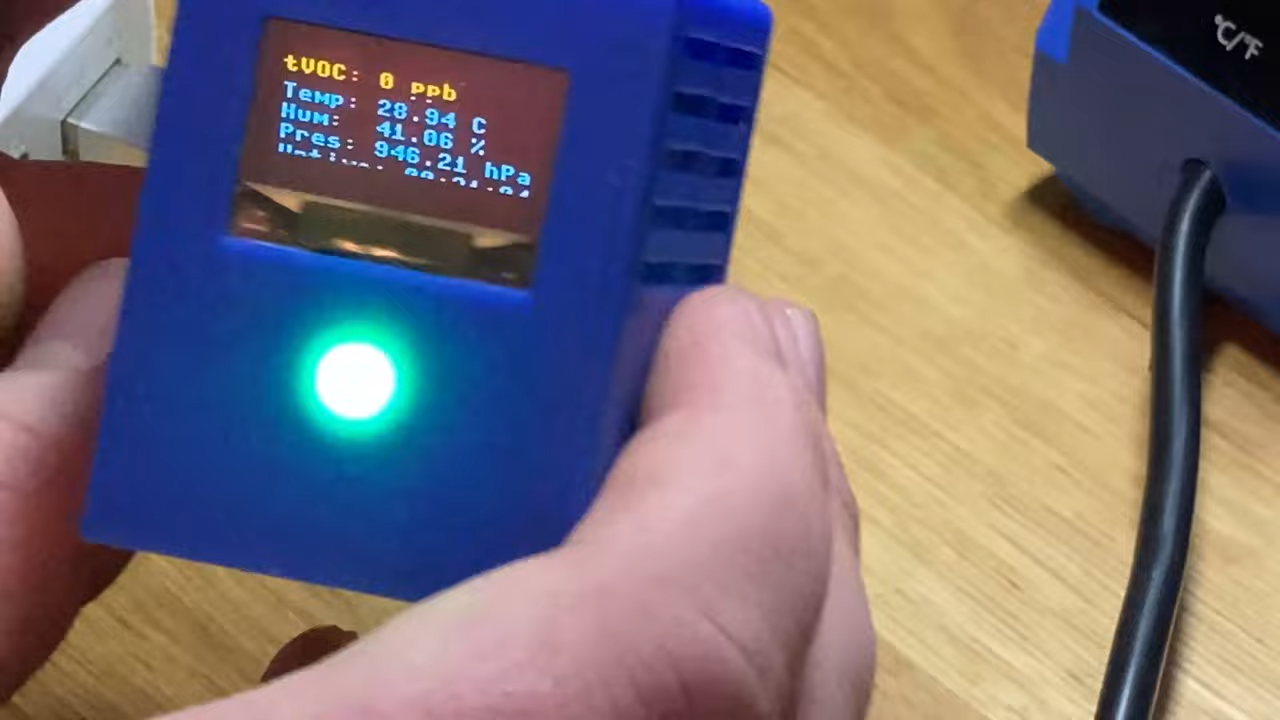 tVOC: 0 ppb
Temp: 28.94 C
Hum: 41.06 %
Pres: 946.21 hPa
°C/°F